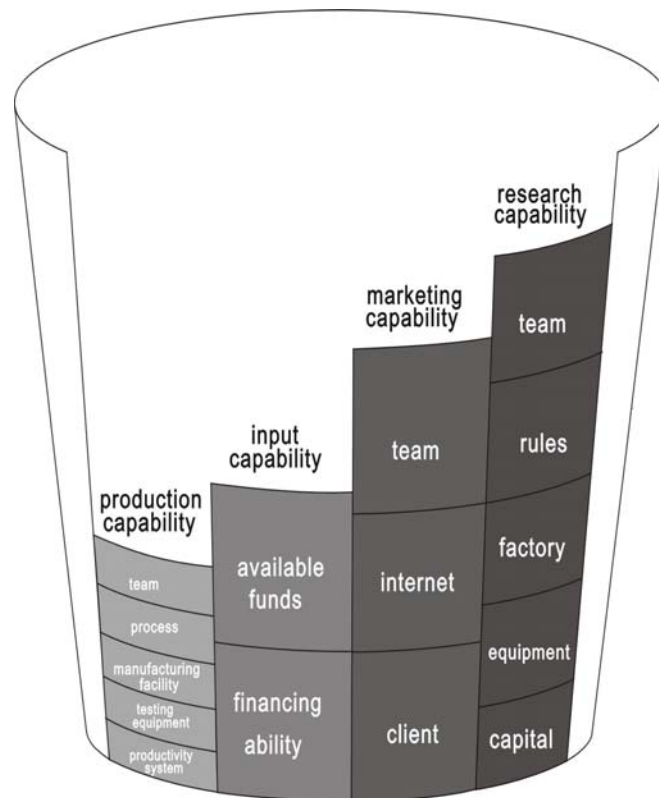 production
capability
team
process
manufacturing
facility
testing
equipment
productivity
system
input
capability
available
funds
financing
ability
marketing
capability
team
internet
client
research
capability
team
rules
factory
equipment
capital